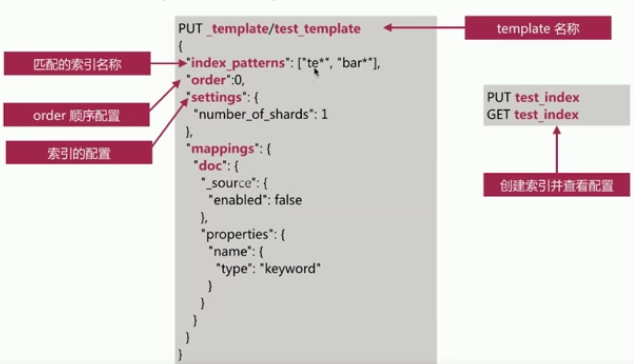 PUT _template/test_template
{
"index_patterns": ["te*", "bar*"],
"order":0,
"settings": {
"number_of_shards": 1
},
"mappings": {
"doc": {
"_source": {
"enabled": false
},
"properties": {
"name": {
"type": "keyword"
}
}
}
}
}
template 名称
匹配的索引名称
order 顺序配置
索引的配置
PUT test_index
GET test_index
创建索引并查看配置